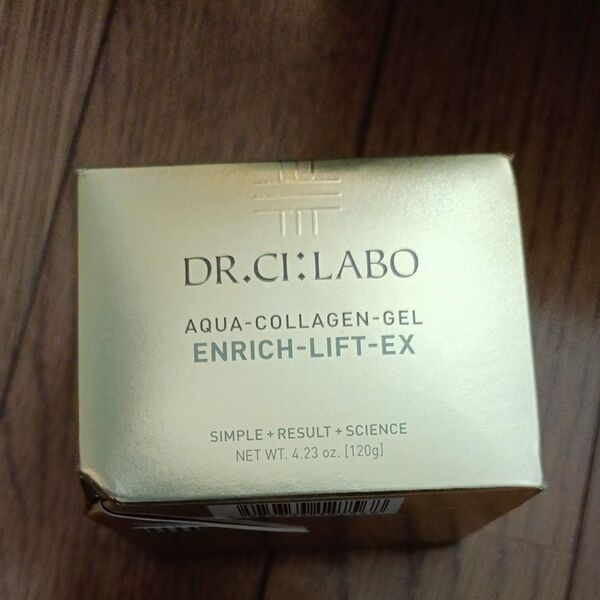 DR.CI:LABO
AQUA-COLLAGEN-GEL
ENRICH-LIFT-EX
SIMPLE+RESULT+SCIENCE
NET WT. 4.23 oz. [120g]